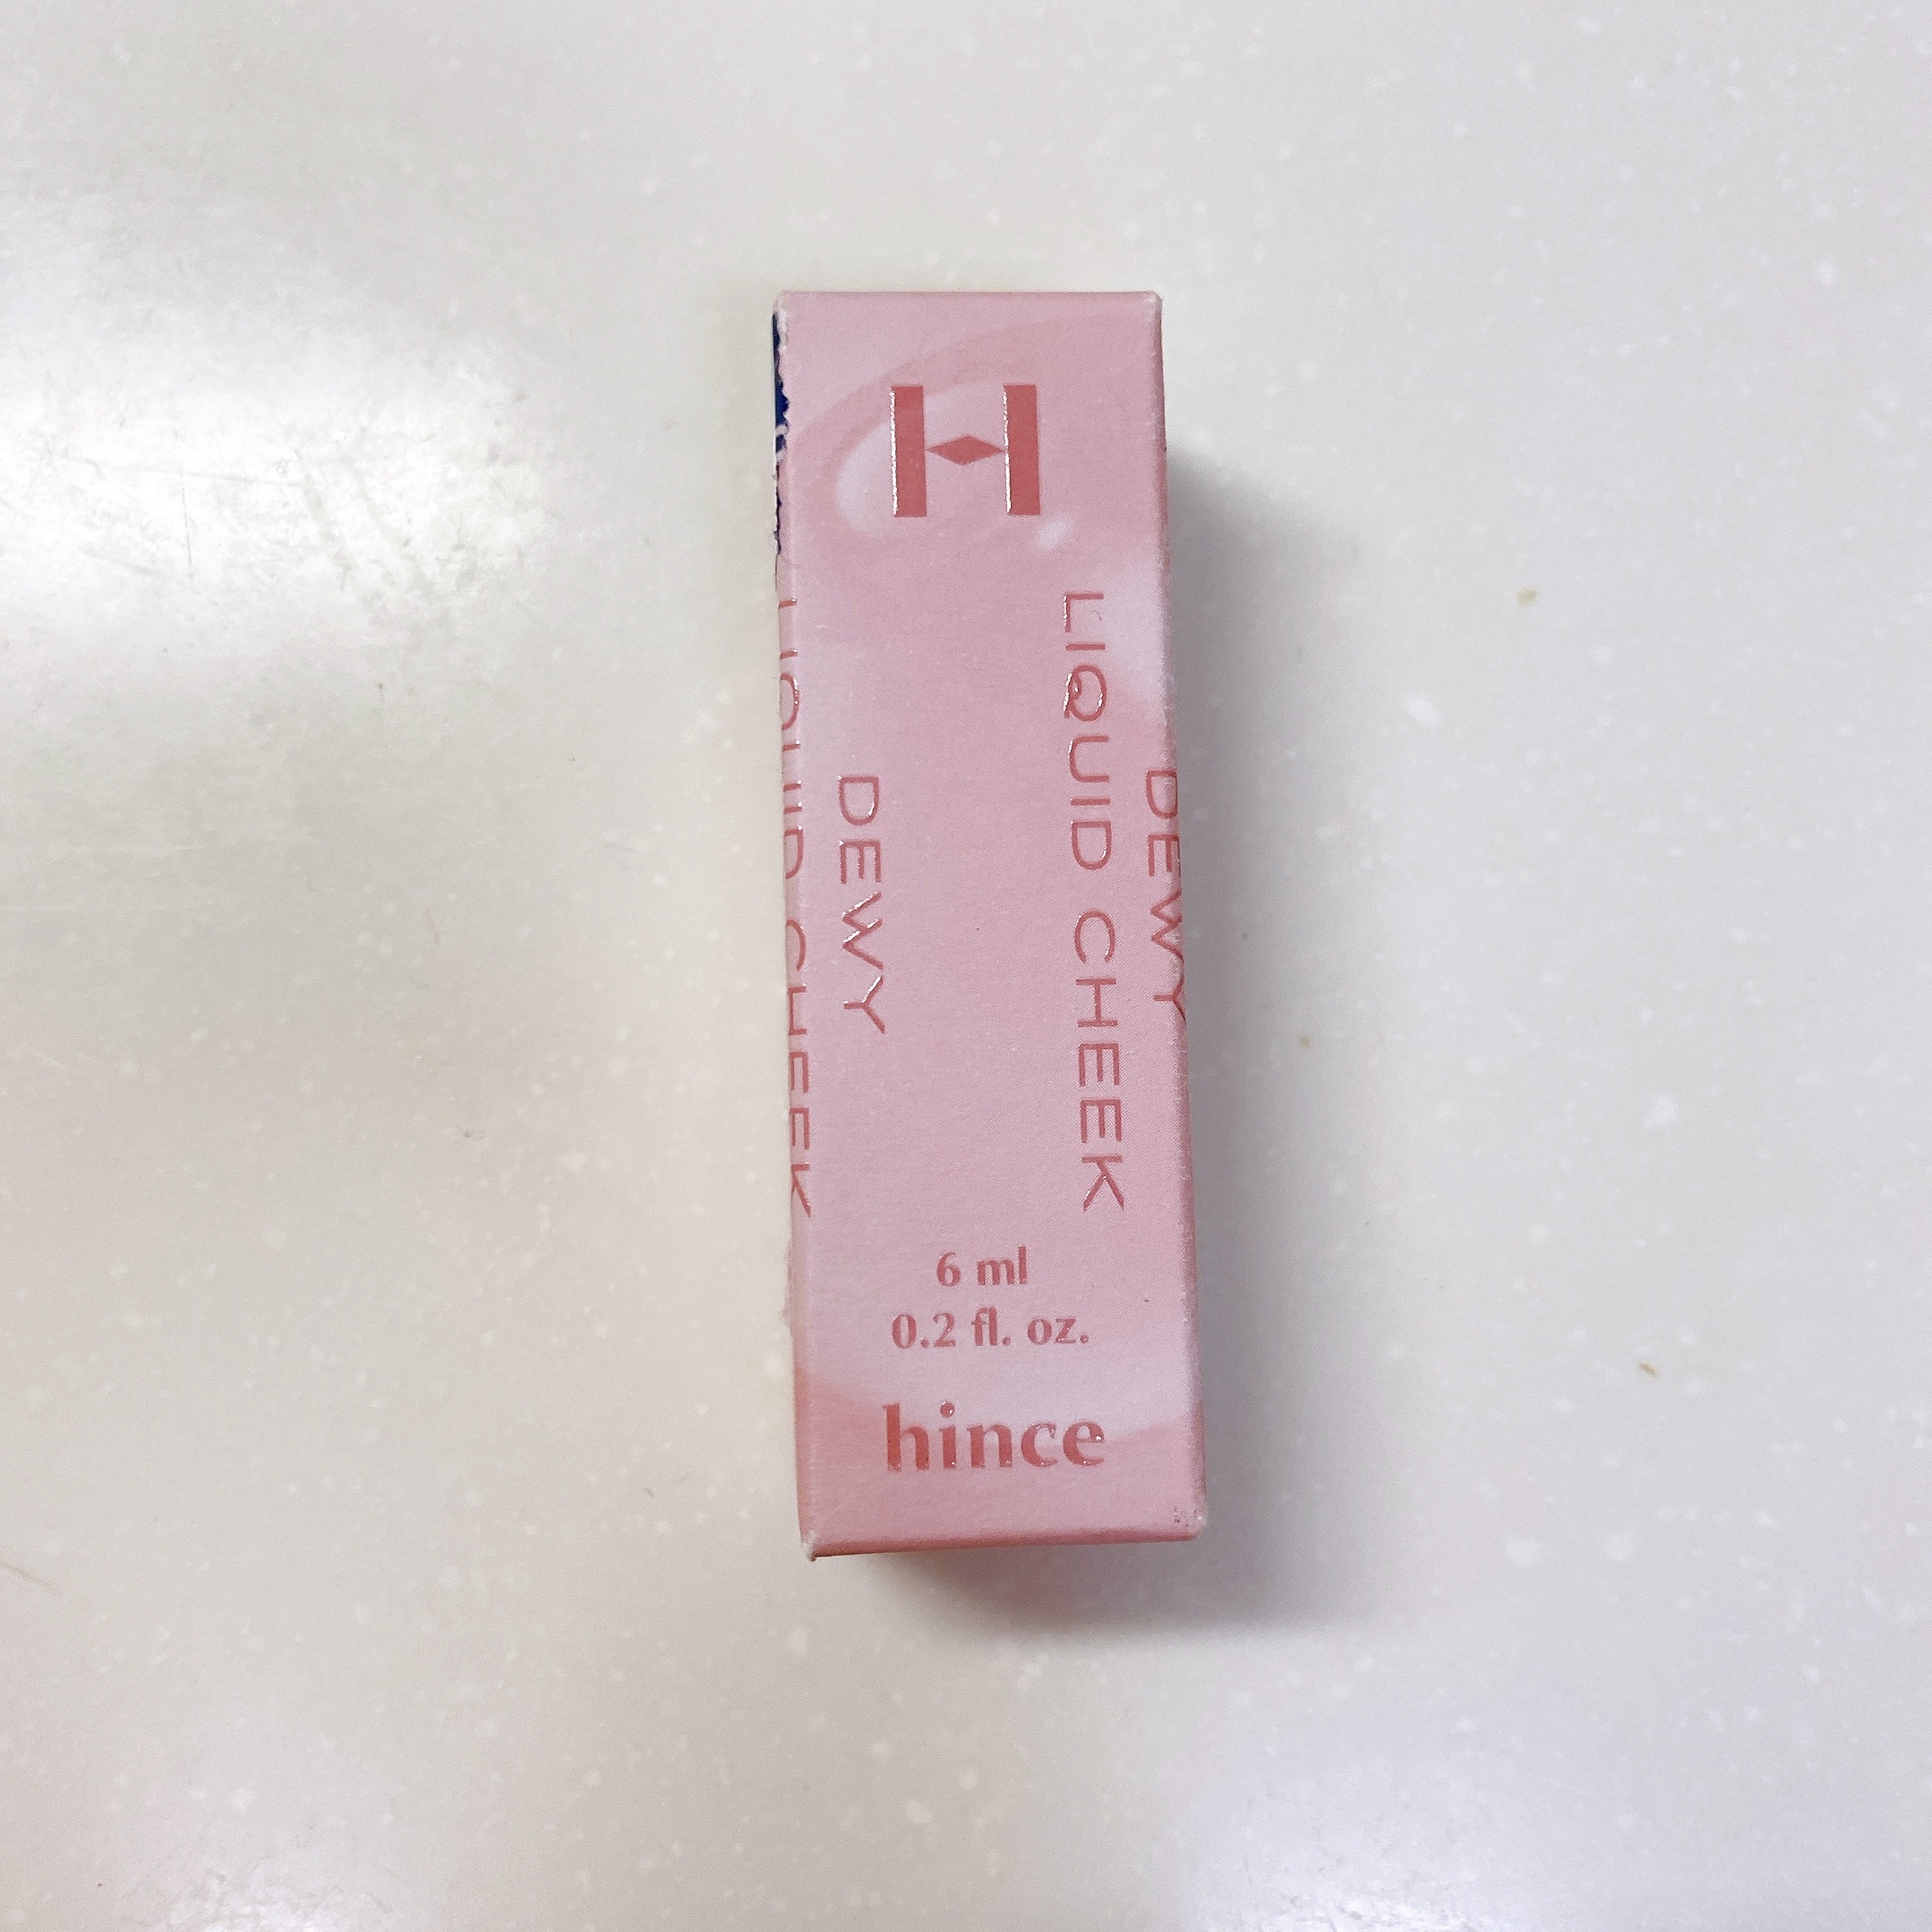 H
DEWY
LIQUID CHEEK
DEWY
LIQUID CHEEK
6 ml
0.2 fl. oz.
hince